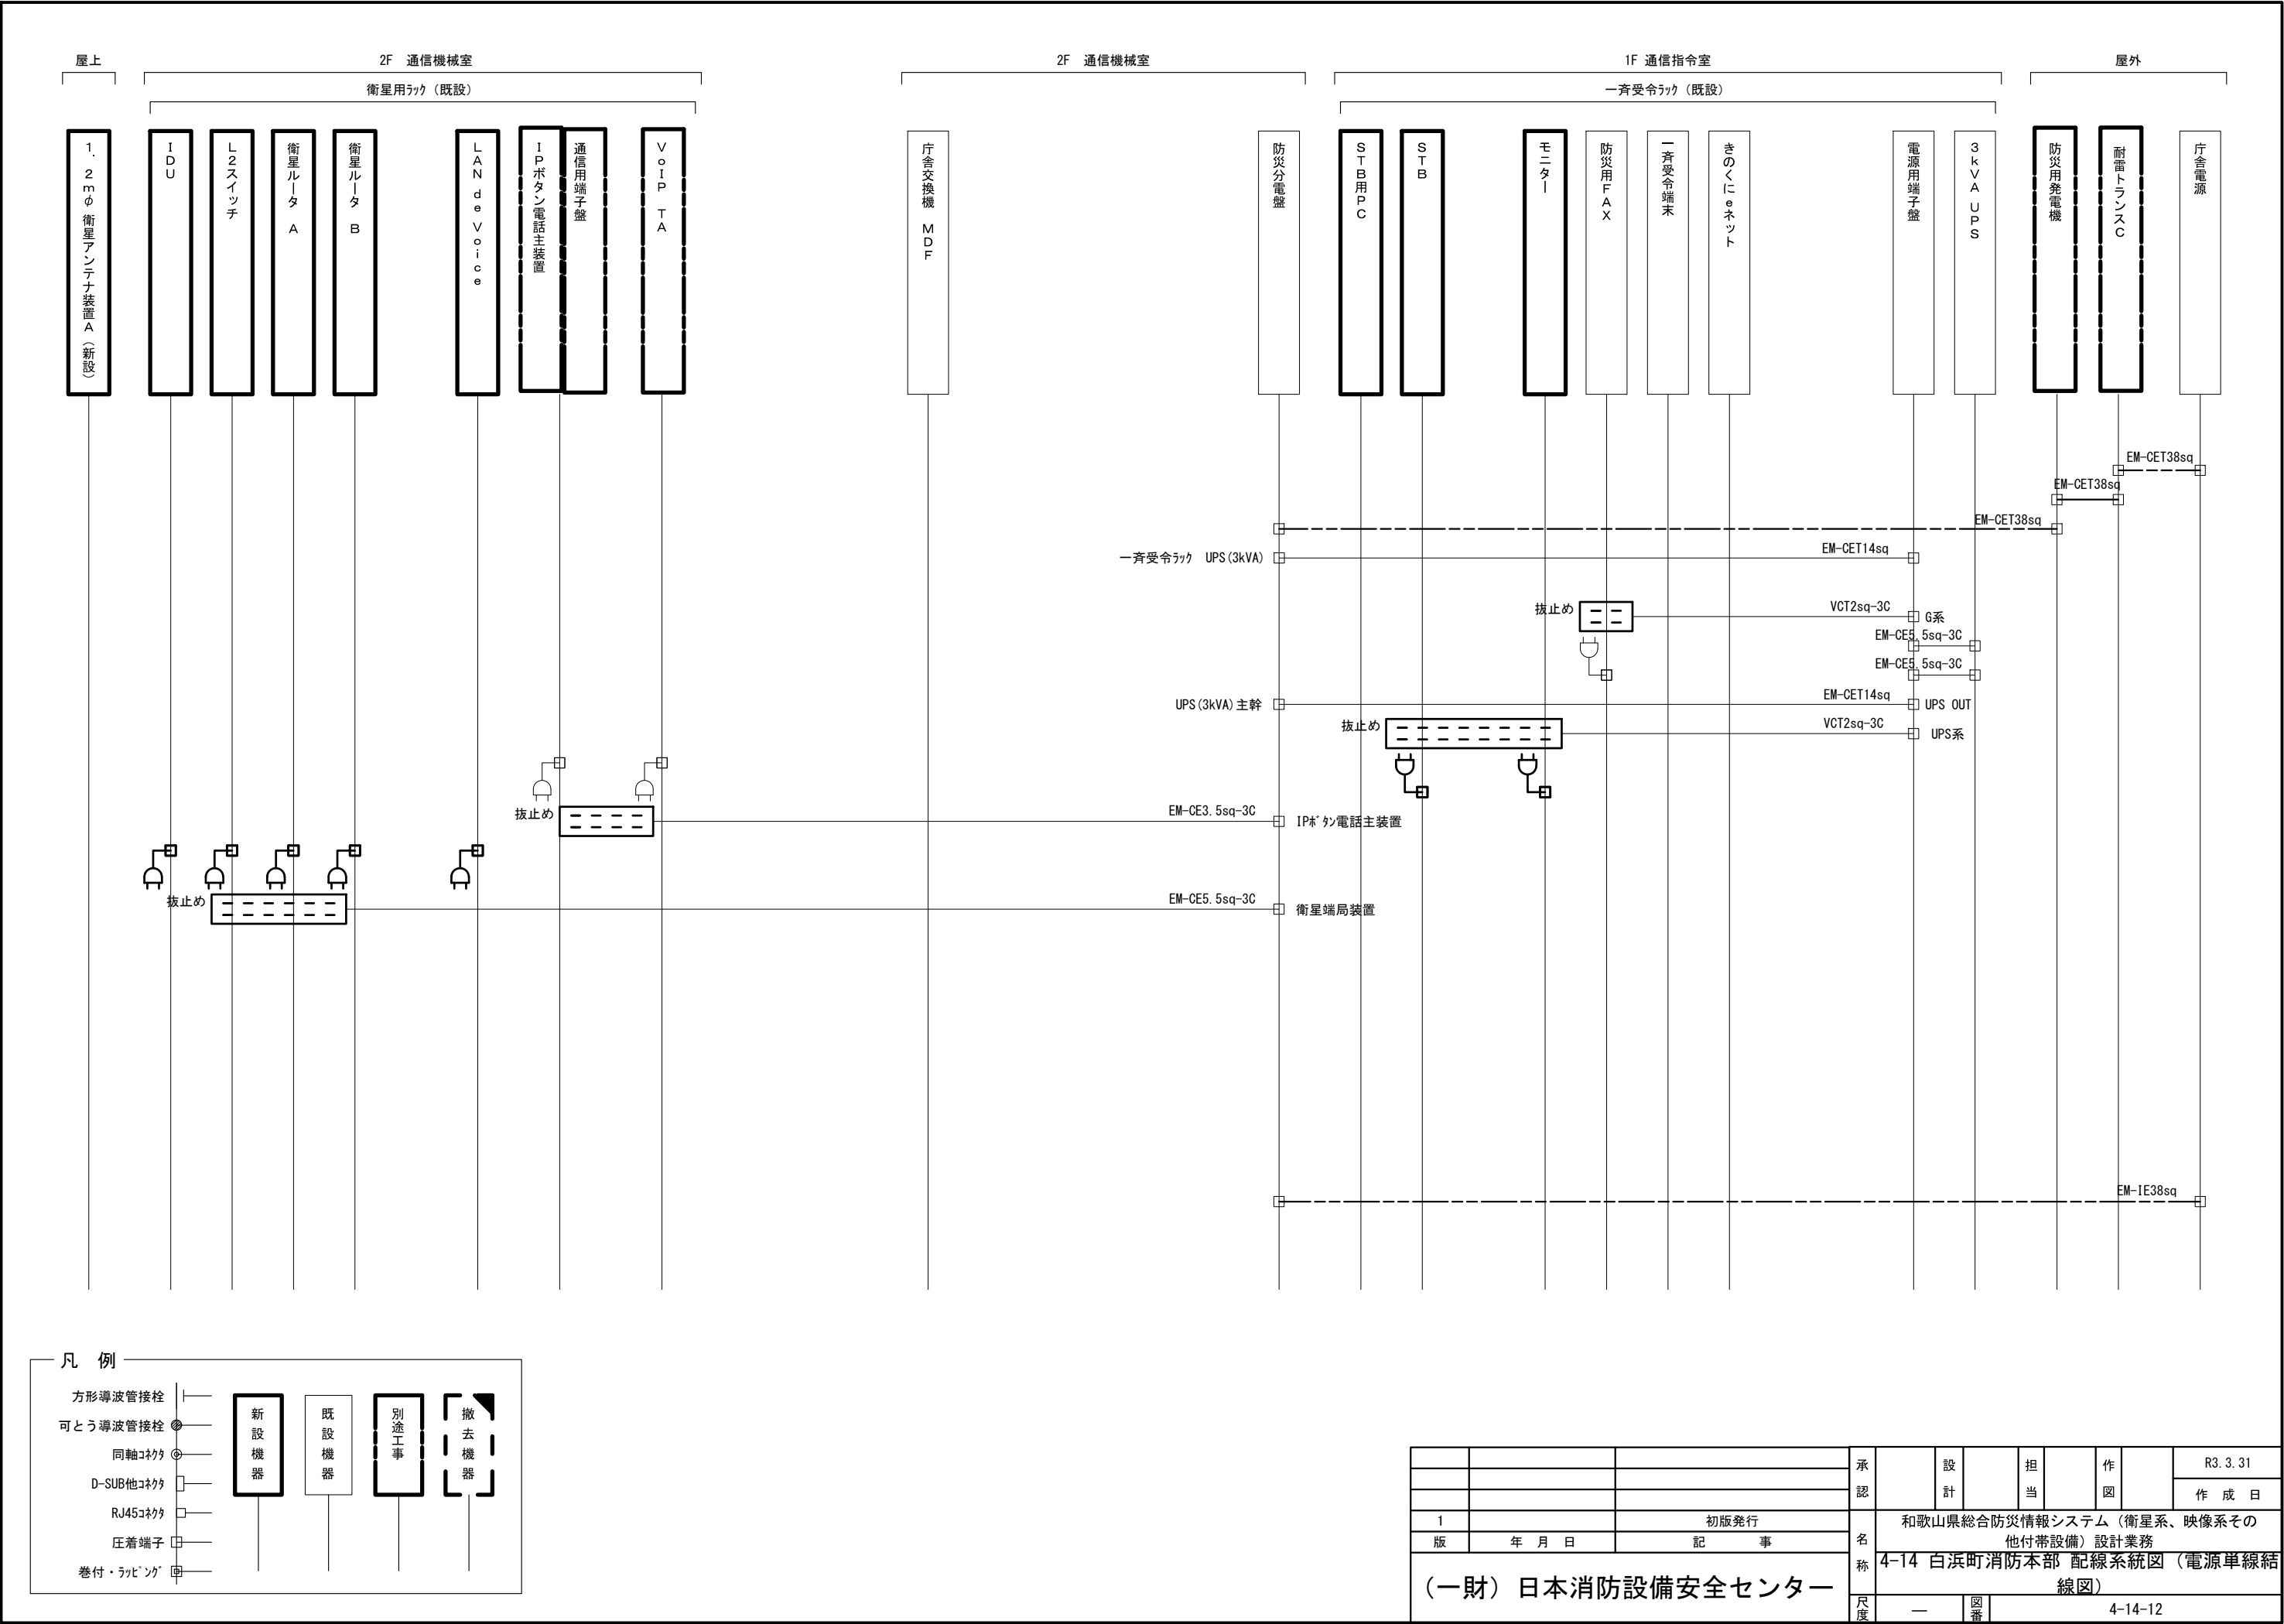 屋上
2F　通信機械室
2F　通信機械室
1F 通信指令室
屋外
衛星用ﾗｯｸ（既設）
一斉受令ﾗｯｸ（既設）
１．２ｍφ 衛星アンテナ装置Ａ（新設）
ＩＤＵ
Ｌ２スイッチ
衛星ルータ　Ａ
衛星ルータ　Ｂ
ＬＡＮ ｄｅ Ｖｏｉｃｅ
ＩＰボタン電話主装置
通信用端子盤
ＶｏＩＰ　ＴＡ
庁舎交換機　ＭＤＦ
防災分電盤
ＳＴＢ用ＰＣ
ＳＴＢ
モニター
防災用ＦＡＸ
一斉受令端末
きのくにｅネット
電源用端子盤
３ｋＶＡ ＵＰＳ
防災用発電機
耐雷トランスＣ
庁舎電源
EM-CET38sq
EM-CET38sq
EM-CET38sq
一斉受令ﾗｯｸ　UPS(3kVA)
EM-CET14sq
抜止め
VCT2sq-3C
G系
EM-CE5.5sq-3C
EM-CE5.5sq-3C
UPS(3kVA)主幹
EM-CET14sq
UPS OUT
抜止め
VCT2sq-3C
UPS系
抜止め
EM-CE3.5sq-3C
IPﾎﾞﾀﾝ電話主装置
抜止め
EM-CE5.5sq-3C
衛星端局装置
EM-IE38sq
凡　例
方形導波管接栓
可とう導波管接栓
同軸ｺﾈｸﾀ
D-SUB他ｺﾈｸﾀ
RJ45ｺﾈｸﾀ
圧着端子
巻付・ﾗｯﾋﾟﾝｸﾞ
新設機器
既設機器
別途工事
撤去機器
承認
設計
担当
作図
R3.3.31
作　成　日
1
初版発行
版
年　月　日
記　　事
名称
和歌山県総合防災情報システム（衛星系、映像系その
他付帯設備）設計業務
4-14 白浜町消防本部 配線系統図（電源単線結
線図）
（一財）日本消防設備安全センター
尺度
―
図番
4-14-12